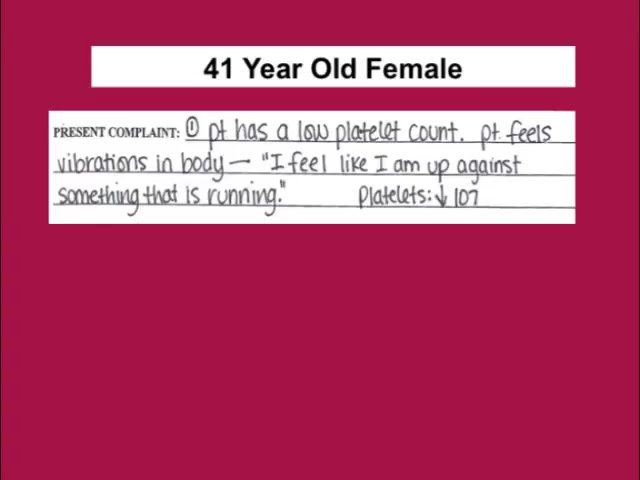 41 Year Old Female
PRESENT COMPLAINT: ① pt has a low platelet count. pt. feels
vibrations in body — "I feel like I am up against
something that is running." Platelets: ↓ 107